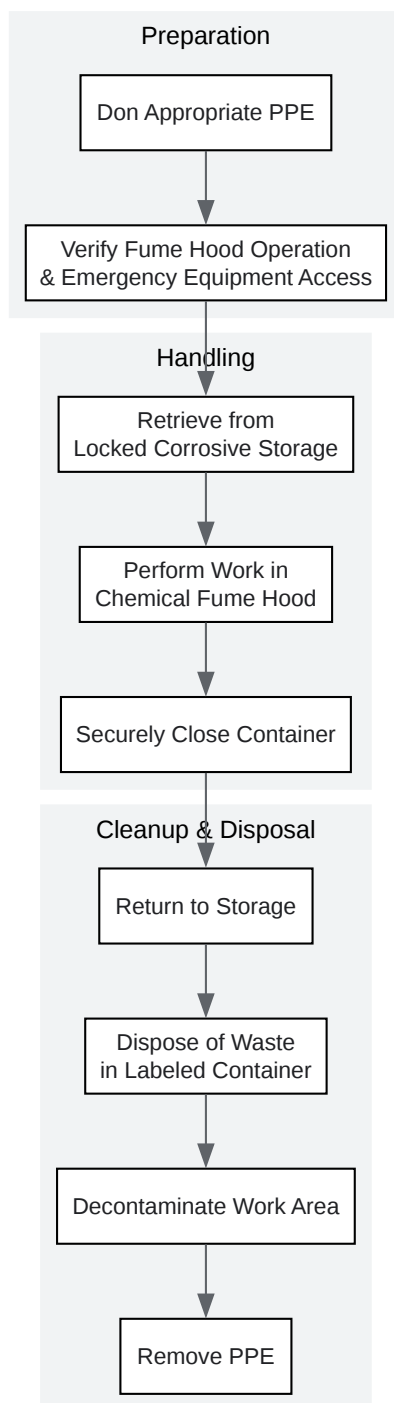 Preparation
Don Appropriate PPE
Verify Fume Hood Operation
& Emergency Equipment Access
Handling
Retrieve from
Locked Corrosive Storage
Perform Work in
Chemical Fume Hood
Securely Close Container
Cleanup & Disposal
Return to Storage
Dispose of Waste
in Labeled Container
Decontaminate Work Area
Remove PPE